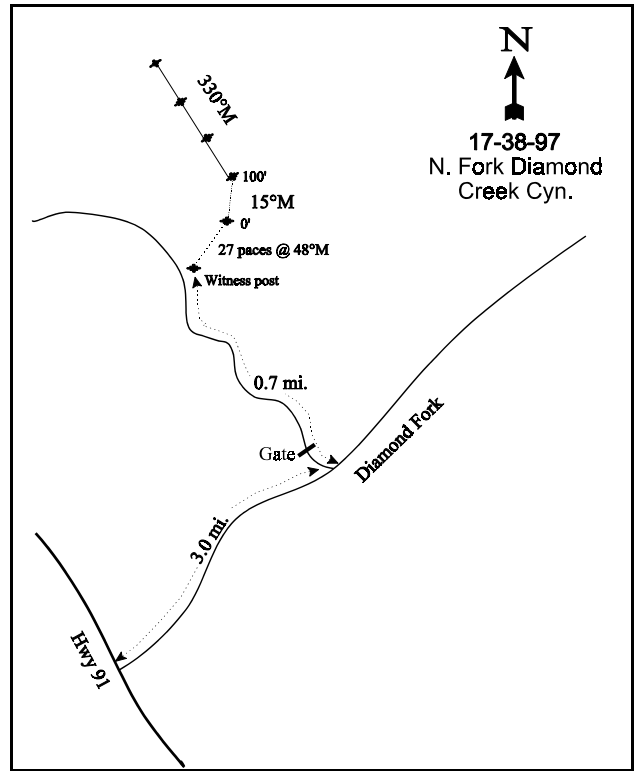 N
17-38-97
N. Fork Diamond
Creek Cyn.
330°M
100'
15°M
0'
27 paces @ 48°M
Witness post
0.7 mi.
Gate
Diamond Fork
3.0 mi.
Hwy 91